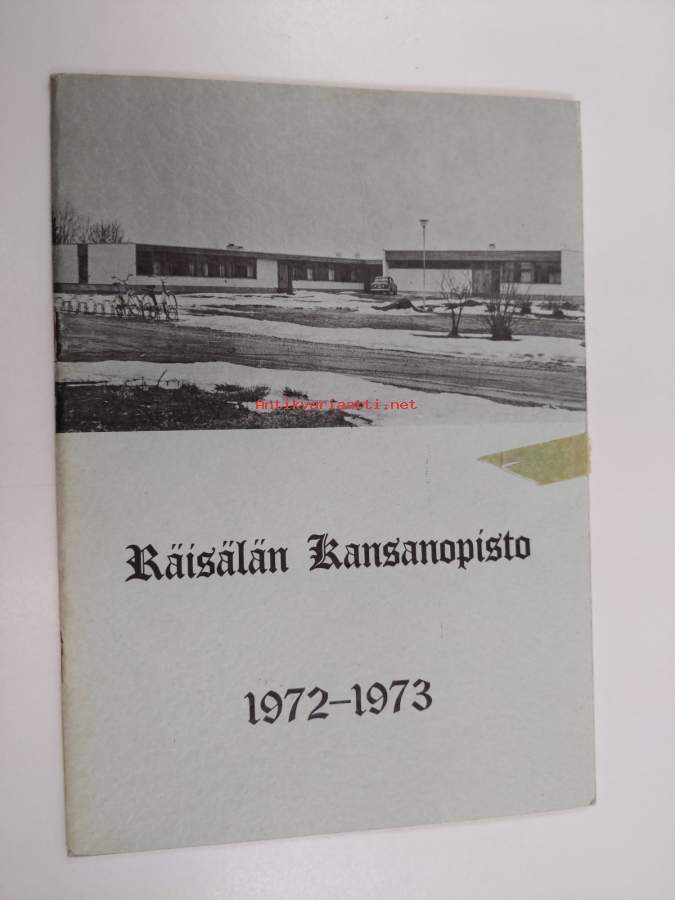 Antikvariaatti.net
Räisälän Kansanopisto
1972–1973